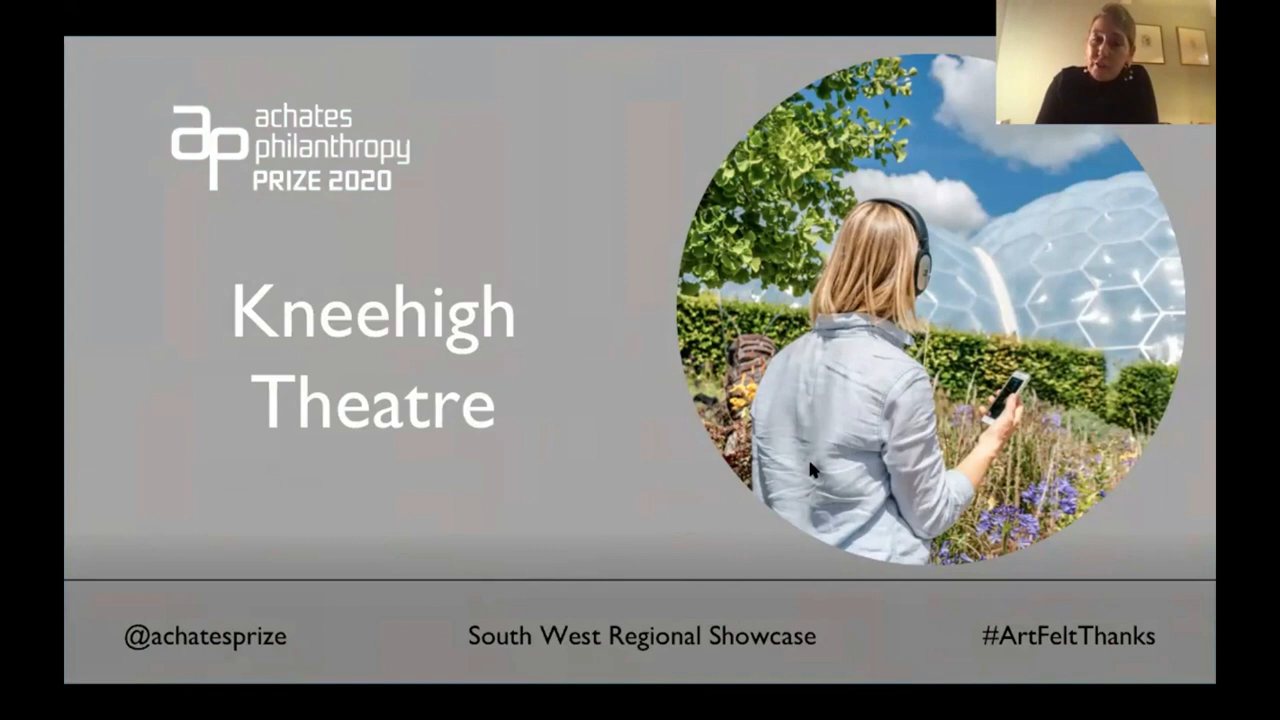 achates
philanthropy
PRIZE 2020
Kneehigh
Theatre
@achatesprize
South West Regional Showcase
#ArtFeltThanks